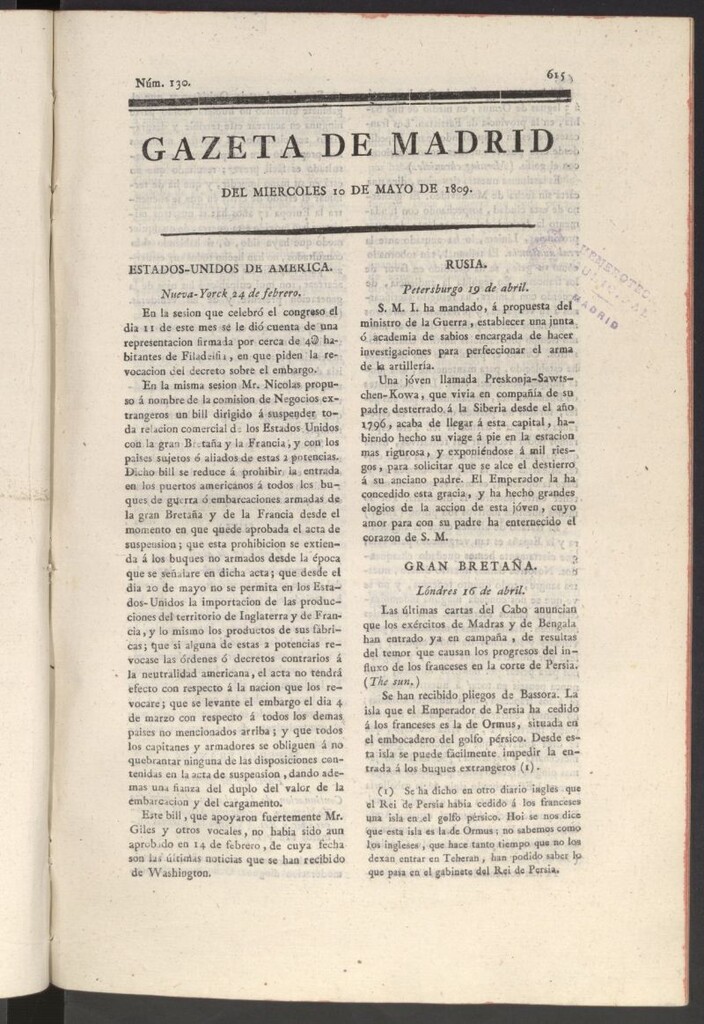 Núm. 130.
615
GAZETA DE MADRID
DEL MIERCOLES 10 DE MAYO DE 1809.
ESTADOS-UNIDOS DE AMERICA.
Nueva-Yorck 24 de febrero.
En la sesion que celebró el congreso el
dia 11 de este mes se le dió cuenta de una
representacion firmada por cerca de 4@ ha-
bitantes de Filadelfia, en que piden la re-
vocacion del decreto sobre el embargo.
En la misma sesion Mr. Nicolas propu-
so á nombre de la comision de Negocios ex-
trangeros un bill dirigido á suspender to-
da relacion comercial de los Estados Unidos
con la gran Bretaña y la Francia, y con los
paises sujetos ó aliados de estas 2 potencias.
Dicho bill se reduce á prohibir la entrada
en los puertos americanos á todos los bu-
ques de guerra ó embarcaciones armadas de
la gran Bretaña y de la Francia desde el
momento en que quede aprobada el acta de
suspension; que esta prohibicion se extien-
da á los buques no armados desde la época
que se señalare en dicha acta; que desde el
dia 20 de mayo no se permita en los Esta-
dos-Unidos la importacion de las produc-
ciones del territorio de Inglaterra y de Fran-
cia, y lo mismo los productos de sus fábri-
cas; que si alguna de estas 2 potencias re-
vocase las órdenes ó decretos contrarios á
la neutralidad americana, el acta no tendrá
efecto con respecto á la nacion que los re-
vocare; que se levante el embargo el dia 4
de marzo con respecto á todos los demas
paises no mencionados arriba; y que todos
los capitanes y armadores se obliguen á no
quebrantar ninguna de las disposiciones con-
tenidas en la acta de suspension, dando ade-
mas una fianza del duplo del valor de la
embarcacion y del cargamento.
Este bill, que apoyaron fuertemente Mr.
Giles y otros vocales, no habia sido aun
aprobado en 14 de febrero, de cuya fecha
son las últimas noticias que se han recibido
de Washington.
RUSIA.
Petersburgo 19 de abril.
S. M. I. ha mandado, á propuesta del
ministro de la Guerra, establecer una junta
ó academia de sabios encargada de hacer
investigaciones para perfeccionar el arma
de la artilleria.
Una jóven llamada Preskonja-Sawts-
chen-Kowa, que vivia en compañia de su
padre desterrado á la Siberia desde el año
1796, acaba de llegar á esta capital, ha-
biendo hecho su viage á pie en la estacion
mas rigurosa, y exponiéndose á mil ries-
gos, para solicitar que se alce el destierro
á su anciano padre. El Emperador la ha
concedido esta gracia, y ha hecho grandes
elogios de la accion de esta jóven, cuyo
amor para con su padre ha enternecido el
corazon de S. M.
GRAN BRETAÑA.
Lóndres 16 de abril.
Las últimas cartas del Cabo anuncian
que los exércitos de Madras y de Bengala
han entrado ya en campaña, de resultas
del temor que causan los progresos del in-
fluxo de los franceses en la corte de Persia.
(The sun.)
Se han recibido pliegos de Bassora. La
isla que el Emperador de Persia ha cedido
á los franceses es la de Ormus, situada en
el embocadero del golfo pérsico. Desde es-
ta isla se puede fácilmente impedir la en-
trada á los buques extrangeros (1).
(1) Se ha dicho en otro diario ingles que
el Rei de Persia habia cedido á los franceses
una isla en el golfo pérsico. Hoi se nos dice
que esta isla es la de Ormus; no sabemos como
los ingleses, que hace tanto tiempo que no los
dexan entrar en Teheran, han podido saber lo
que pasa en el gabinete del Rei de Persia.
MADRID